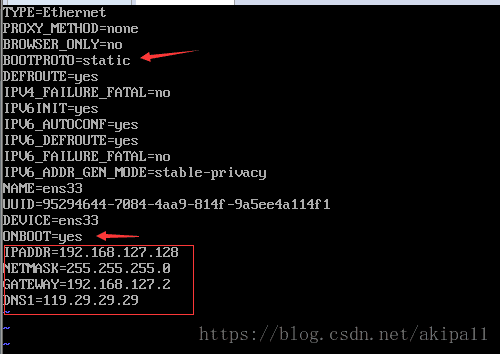 TYPE=Ethernet
PROXY_METHOD=none
BROWSER_ONLY=no
BOOTPROTO=static
DEFROUTE=yes
IPV4_FAILURE_FATAL=no
IPV6INIT=yes
IPV6_AUTOCONF=yes
IPV6_DEFROUTE=yes
IPV6_FAILURE_FATAL=no
IPV6_ADDR_GEN_MODE=stable-privacy
NAME=ens33
UUID=95294644-7084-4aa9-814f-9a5ee4a114f1
DEVICE=ens33
ONBOOT=yes
IPADDR=192.168.127.128
NETMASK=255.255.255.0
GATEWAY=192.168.127.2
DNS1=119.29.29.29
~
~
~
https://blog.csdn.net/akipa11